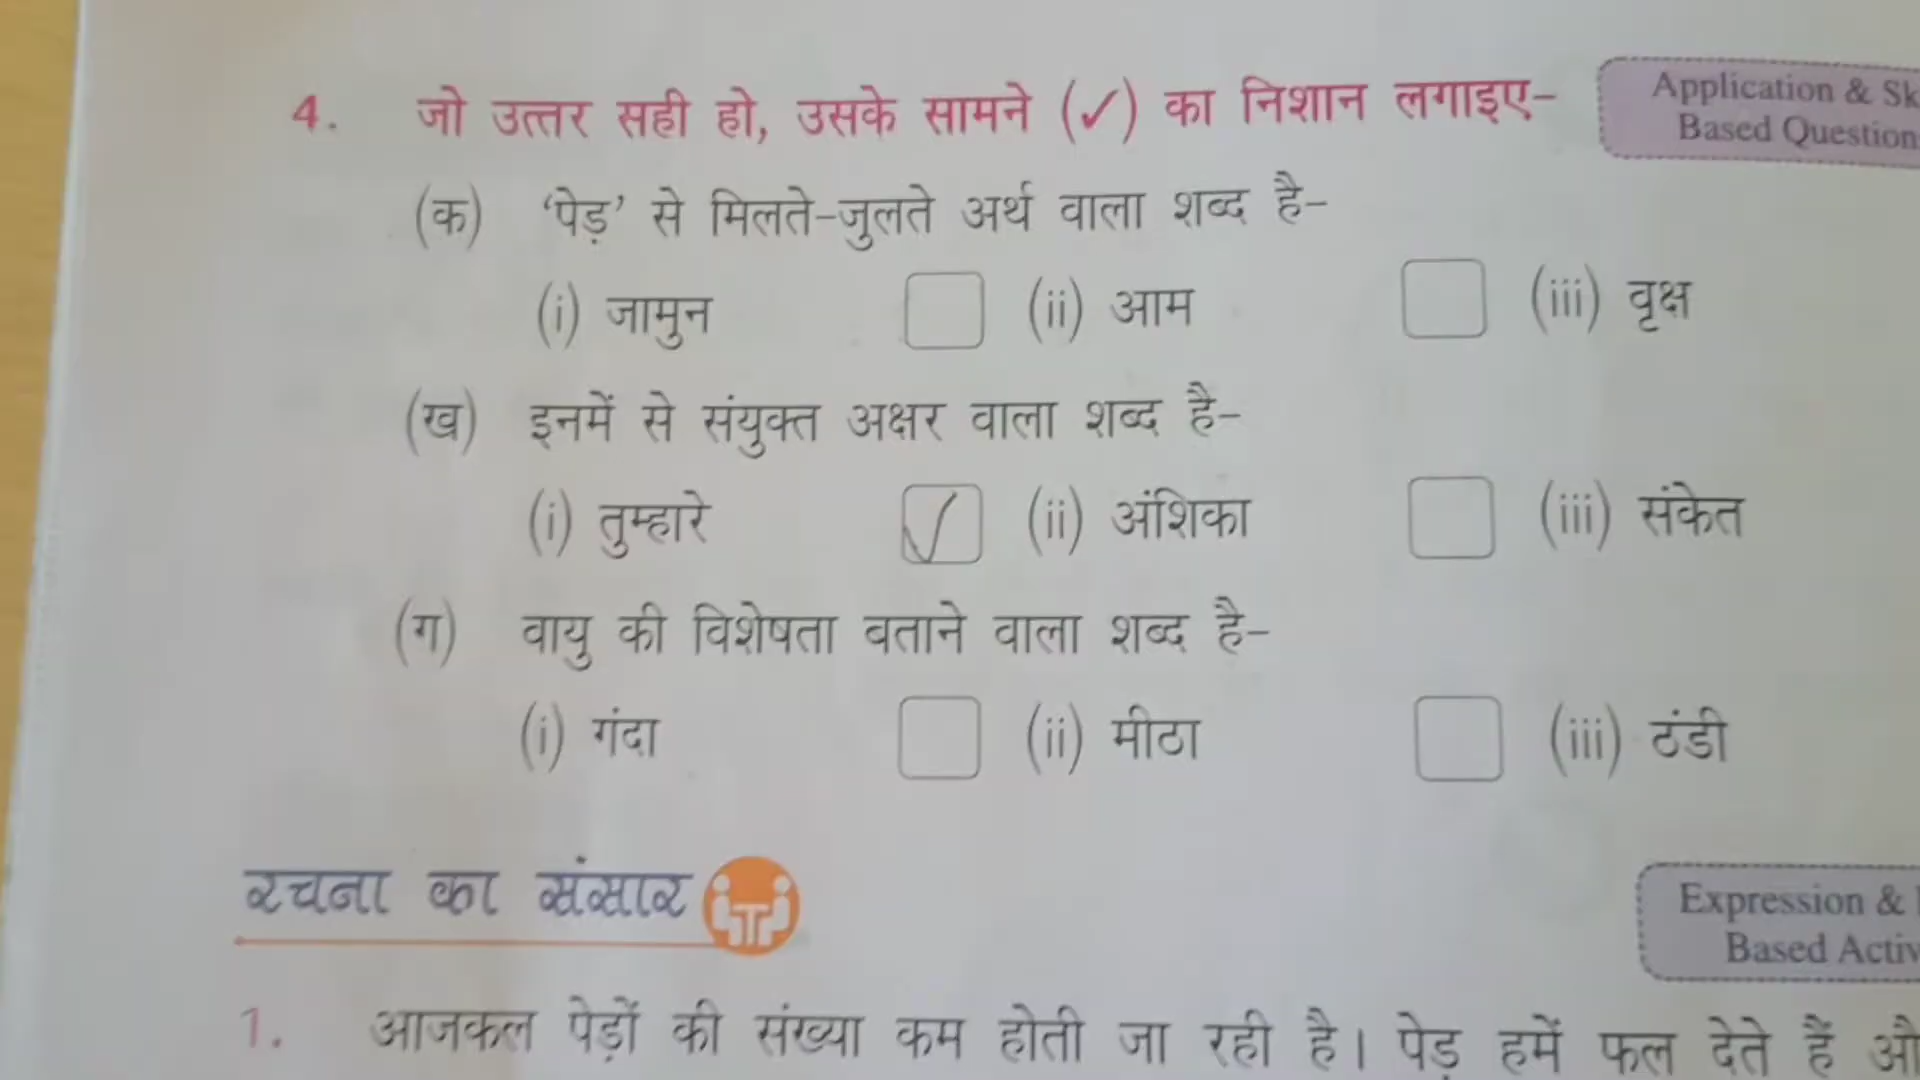 4. जो उत्तर सही हो, उसके सामने (✓) का निशान लगाइए-
Application & Sk
Based Question
(क) 'पेड़' से मिलते-जुलते अर्थ वाला शब्द है-
(i) जामुन (ii) आम (iii) वृक्ष
(ख) इनमें से संयुक्त अक्षर वाला शब्द है-
(i) तुम्हारे ✓ (ii) अंशिका (iii) संकेत
(ग) वायु की विशेषता बताने वाला शब्द है-
(i) गंदा (ii) मीठा (iii) ठंडी
रचना का संसार
Expression &
Based Activ
1. आजकल पेड़ों की संख्या कम होती जा रही है। पेड़ हमें फल देते हैं औ